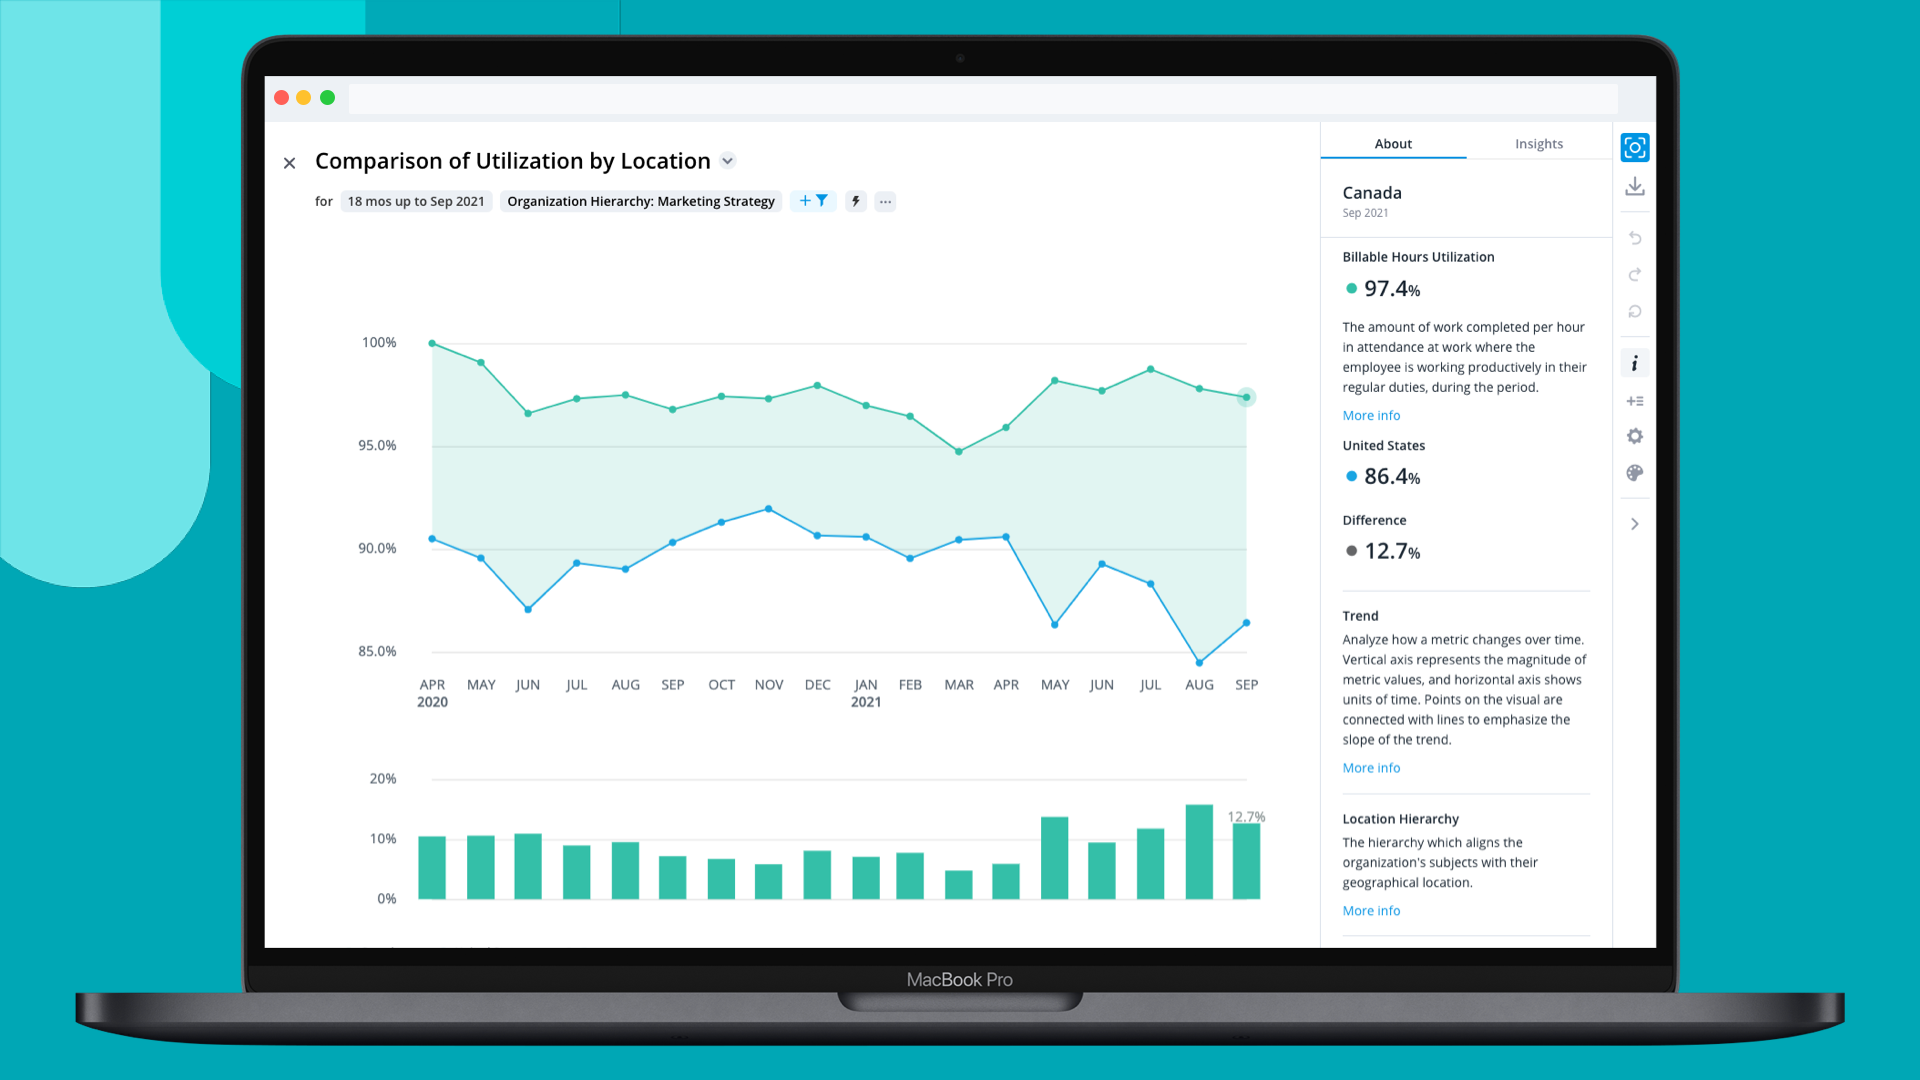 Comparison of Utilization by Location
for 18 mos up to Sep 2021 Organization Hierarchy: Marketing Strategy
100%
95.0%
90.0%
85.0%
APR MAY JUN JUL AUG SEP OCT NOV DEC JAN FEB MAR APR MAY JUN JUL AUG SEP
2020 2021
20%
10%
0%
12.7%
About Insights
Canada
Sep 2021
Billable Hours Utilization
97.4%
The amount of work completed per hour
in attendance at work where the
employee is working productively in their
regular duties, during the period.
More info
United States
86.4%
Difference
12.7%
Trend
Analyze how a metric changes over time.
Vertical axis represents the magnitude of
metric values, and horizontal axis shows
units of time. Points on the visual are
connected with lines to emphasize the
slope of the trend.
More info
Location Hierarchy
The hierarchy which aligns the
organization's subjects with their
geographical location.
More info
MacBook Pro